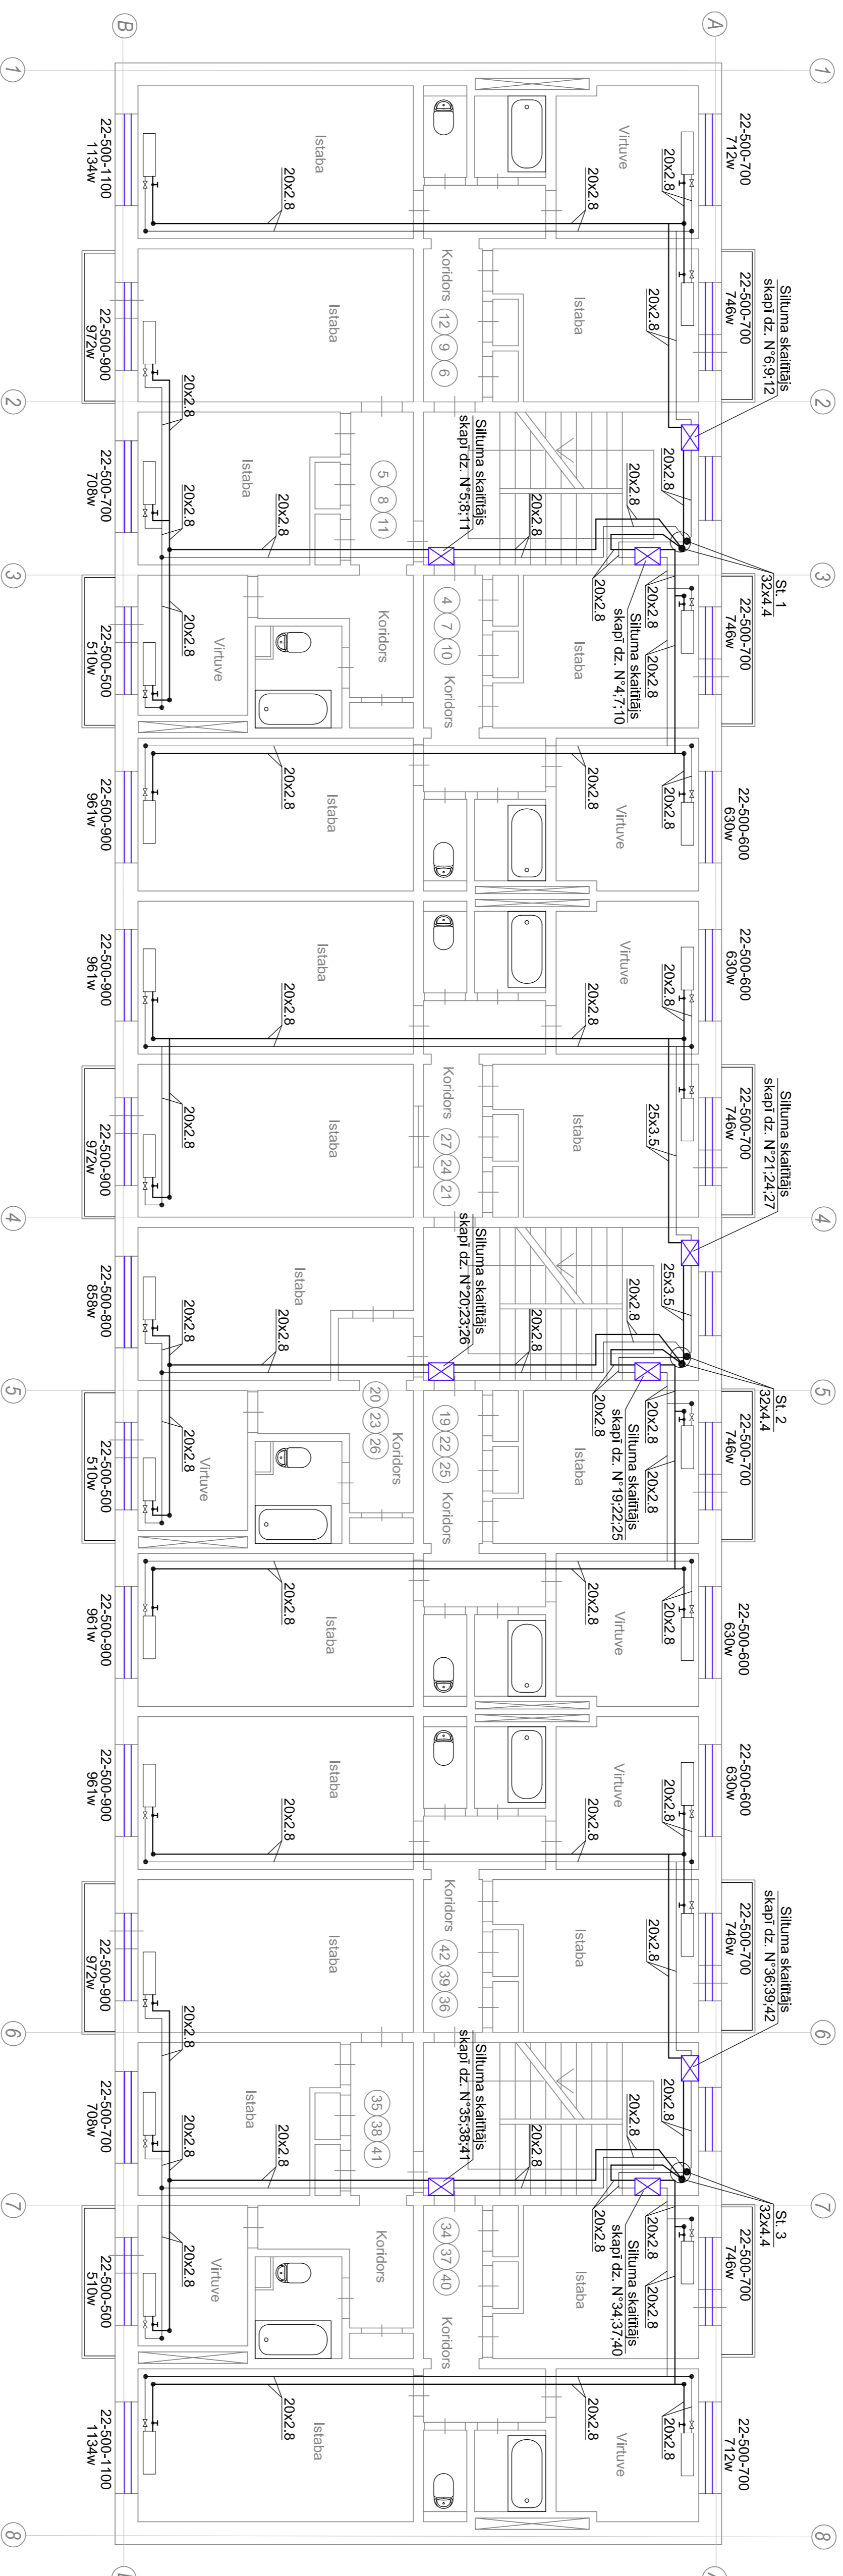 1
2
3
4
5
6
7
8
Siltuma skaitītājs
skapī dz. N°6;9;12
St. 1
32x4.4
Siltuma skaitītājs
skapī dz. N°21;24;27
St. 2
32x4.4
Siltuma skaitītājs
skapī dz. N°36;39;42
St. 3
32x4.4
A
22-500-700
712w
22-500-700
746w
22-500-700
746w
22-500-600
630w
22-500-600
630w
22-500-700
746w
22-500-700
746w
22-500-600
630w
22-500-600
630w
22-500-700
746w
22-500-700
746w
22-500-700
712w
20x2.8
20x2.8
20x2.8
20x2.8
20x2.8
20x2.8
20x2.8
20x2.8
Siltuma skaitītājs
skapī dz. N°4;7;10
20x2.8
20x2.8
25x3.5
25x3.5
20x2.8
20x2.8
20x2.8
20x2.8
Siltuma skaitītājs
skapī dz. N°19;22;25
20x2.8
20x2.8
20x2.8
20x2.8
20x2.8
20x2.8
20x2.8
20x2.8
Siltuma skaitītājs
skapī dz. N°34;37;40
20x2.8
Virtuve
20x2.8
Istaba
20x2.8
Istaba
20x2.8
Virtuve
Virtuve
20x2.8
Istaba
20x2.8
Istaba
20x2.8
Virtuve
Virtuve
20x2.8
Istaba
20x2.8
Istaba
20x2.8
Virtuve
Koridors
12 9 6
Siltuma skaitītājs
skapī dz. N°5;8;11
4 7 10
Koridors
Koridors
27 24 21
Siltuma skaitītājs
skapī dz. N°20;23;26
19 22 25
Koridors
Koridors
42 39 36
Siltuma skaitītājs
skapī dz. N°35;38;41
34 37 40
Koridors
5 8 11
Koridors
20 23 26
Koridors
35 38 41
Koridors
Istaba
20x2.8
Istaba
Istaba
20x2.8
Virtuve
Istaba
20x2.8
Istaba
20x2.8
Istaba
Istaba
Virtuve
Istaba
20x2.8
Istaba
20x2.8
Istaba
Istaba
20x2.8
Virtuve
Istaba
20x2.8
20x2.8
20x2.8
20x2.8
20x2.8
20x2.8
20x2.8
20x2.8
20x2.8
20x2.8
B
22-500-1100
1134w
22-500-900
972w
22-500-700
708w
22-500-500
510w
22-500-900
961w
22-500-900
961w
22-500-900
972w
22-500-800
858w
22-500-500
510w
22-500-900
961w
22-500-900
961w
22-500-900
972w
22-500-700
708w
22-500-500
510w
22-500-1100
1134w
1
2
3
4
5
6
7
8